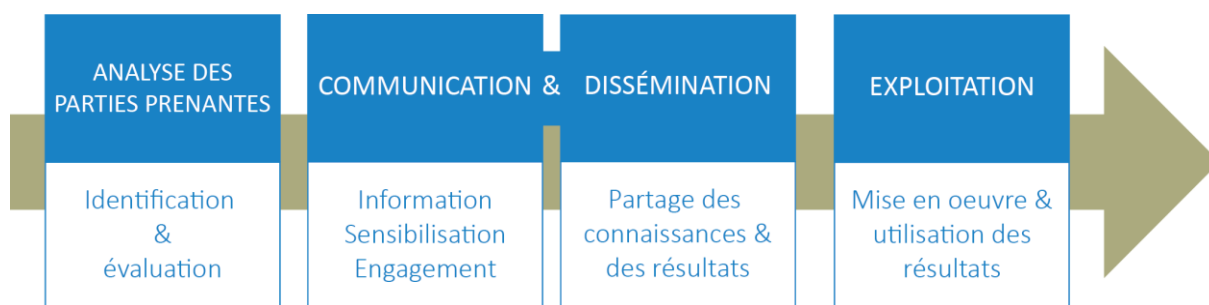 ANALYSE DES
PARTIES PRENANTES
Identification
&
évaluation
COMMUNICATION & DISSÉMINATION
Information
Sensibilisation
Engagement
Partage des
connaissances &
des résultats
EXPLOITATION
Mise en oeuvre &
utilisation des
résultats